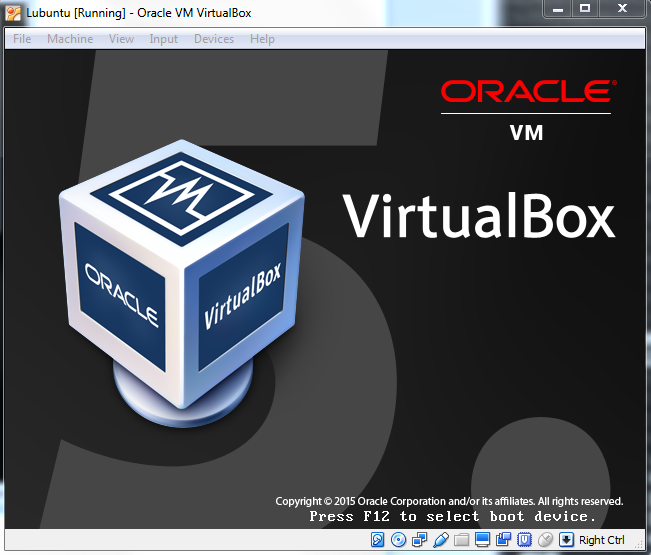 Lubuntu [Running] - Oracle VM VirtualBox
File Machine View Input Devices Help
ORACLE®
VM
VirtualBox
ORACLE
VirtualBox
5.
Copyright © 2015 Oracle Corporation and/or its affiliates. All rights reserved.
Press F12 to select boot device.
Right Ctrl